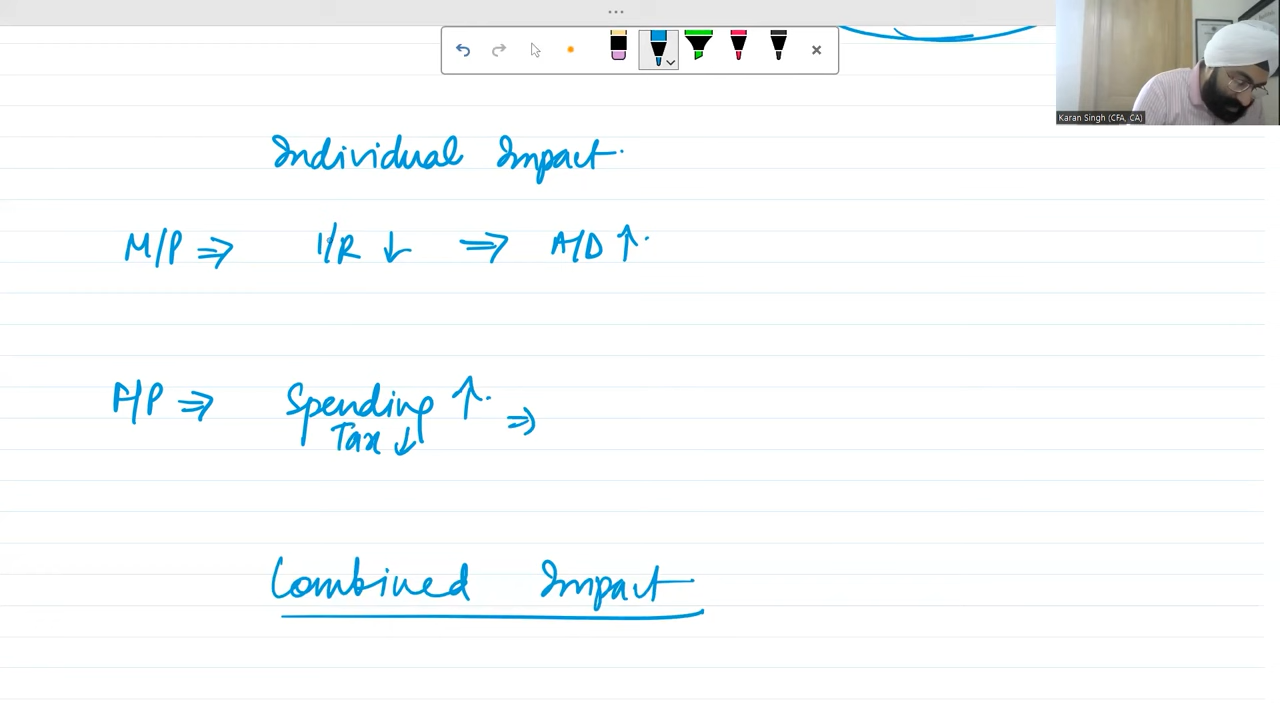 Karan Singh (CFA, CA)
Individual Impact.
M/P ⇒ I/R ↓ ⇒ A/D ↑.
F/P ⇒ Spending ↑. ⇒
Tax ↓
Combined Impact